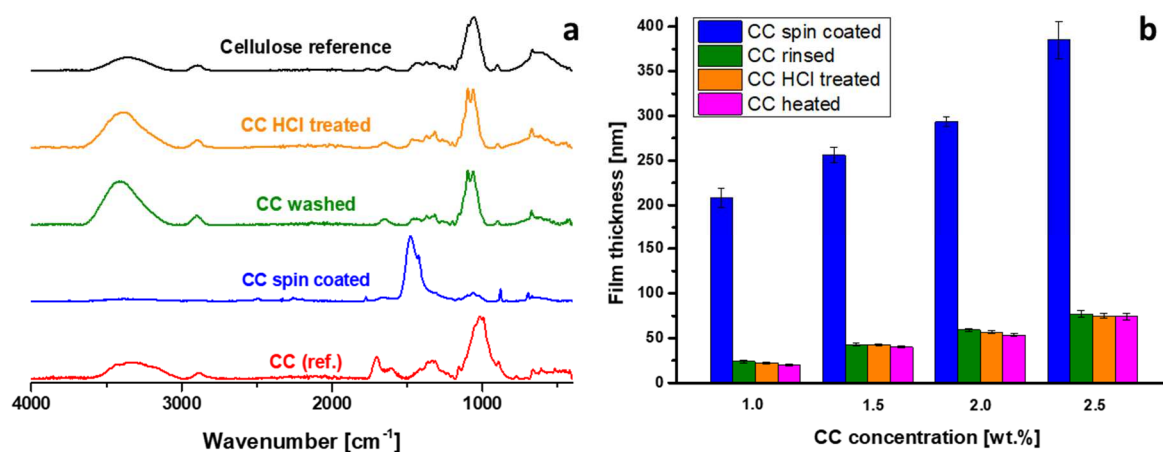 a
Cellulose reference
CC HCl treated
CC washed
CC spin coated
CC (ref.)
4000 3000 2000 1000
Wavenumber [cm⁻¹]
b
CC spin coated
CC rinsed
CC HCl treated
CC heated
400
350
300
250
200
150
100
50
0
Film thickness [nm]
1.0 1.5 2.0 2.5
CC concentration [wt.%]